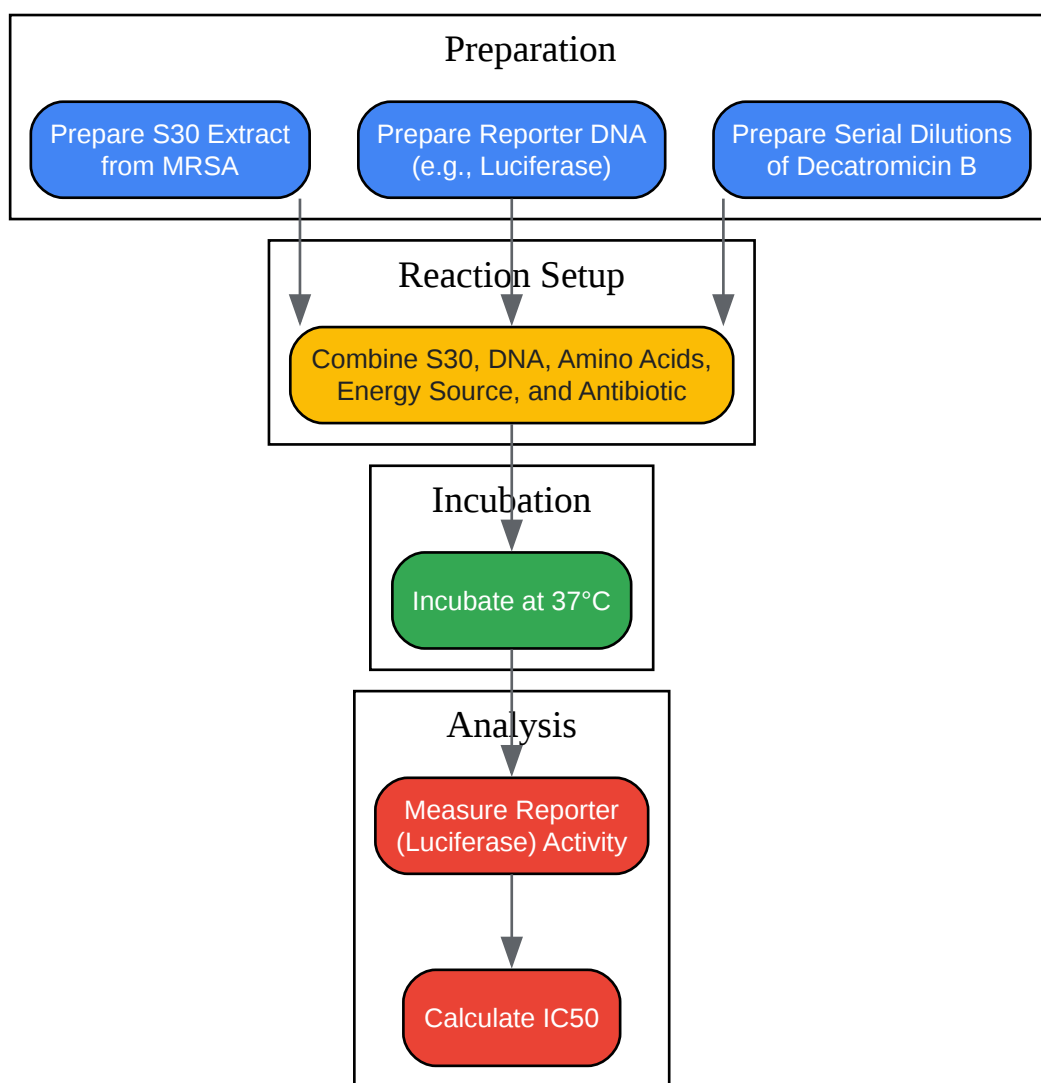 Preparation
Prepare S30 Extract
from MRSA
Prepare Reporter DNA
(e.g., Luciferase)
Prepare Serial Dilutions
of Decatromicin B
Reaction Setup
Combine S30, DNA, Amino Acids,
Energy Source, and Antibiotic
Incubation
Incubate at 37°C
Analysis
Measure Reporter
(Luciferase) Activity
Calculate IC50